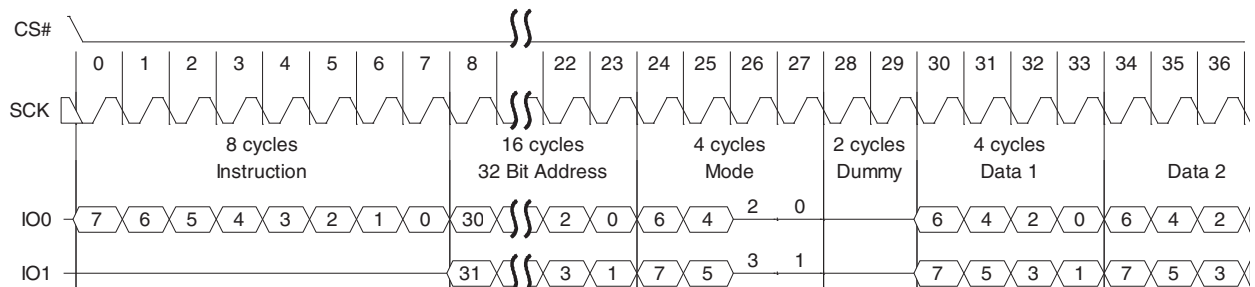 CS#
0 1 2 3 4 5 6 7 8 22 23 24 25 26 27 28 29 30 31 32 33 34 35 36
SCK
8 cycles 16 cycles 4 cycles 2 cycles 4 cycles
Instruction 32 Bit Address Mode Dummy Data 1 Data 2
IO0 7 6 5 4 3 2 1 0 30 2 0 6 4 2 0 6 4 2 0 6 4 2
IO1 31 3 1 7 5 3 1 7 5 3 1 7 5 3